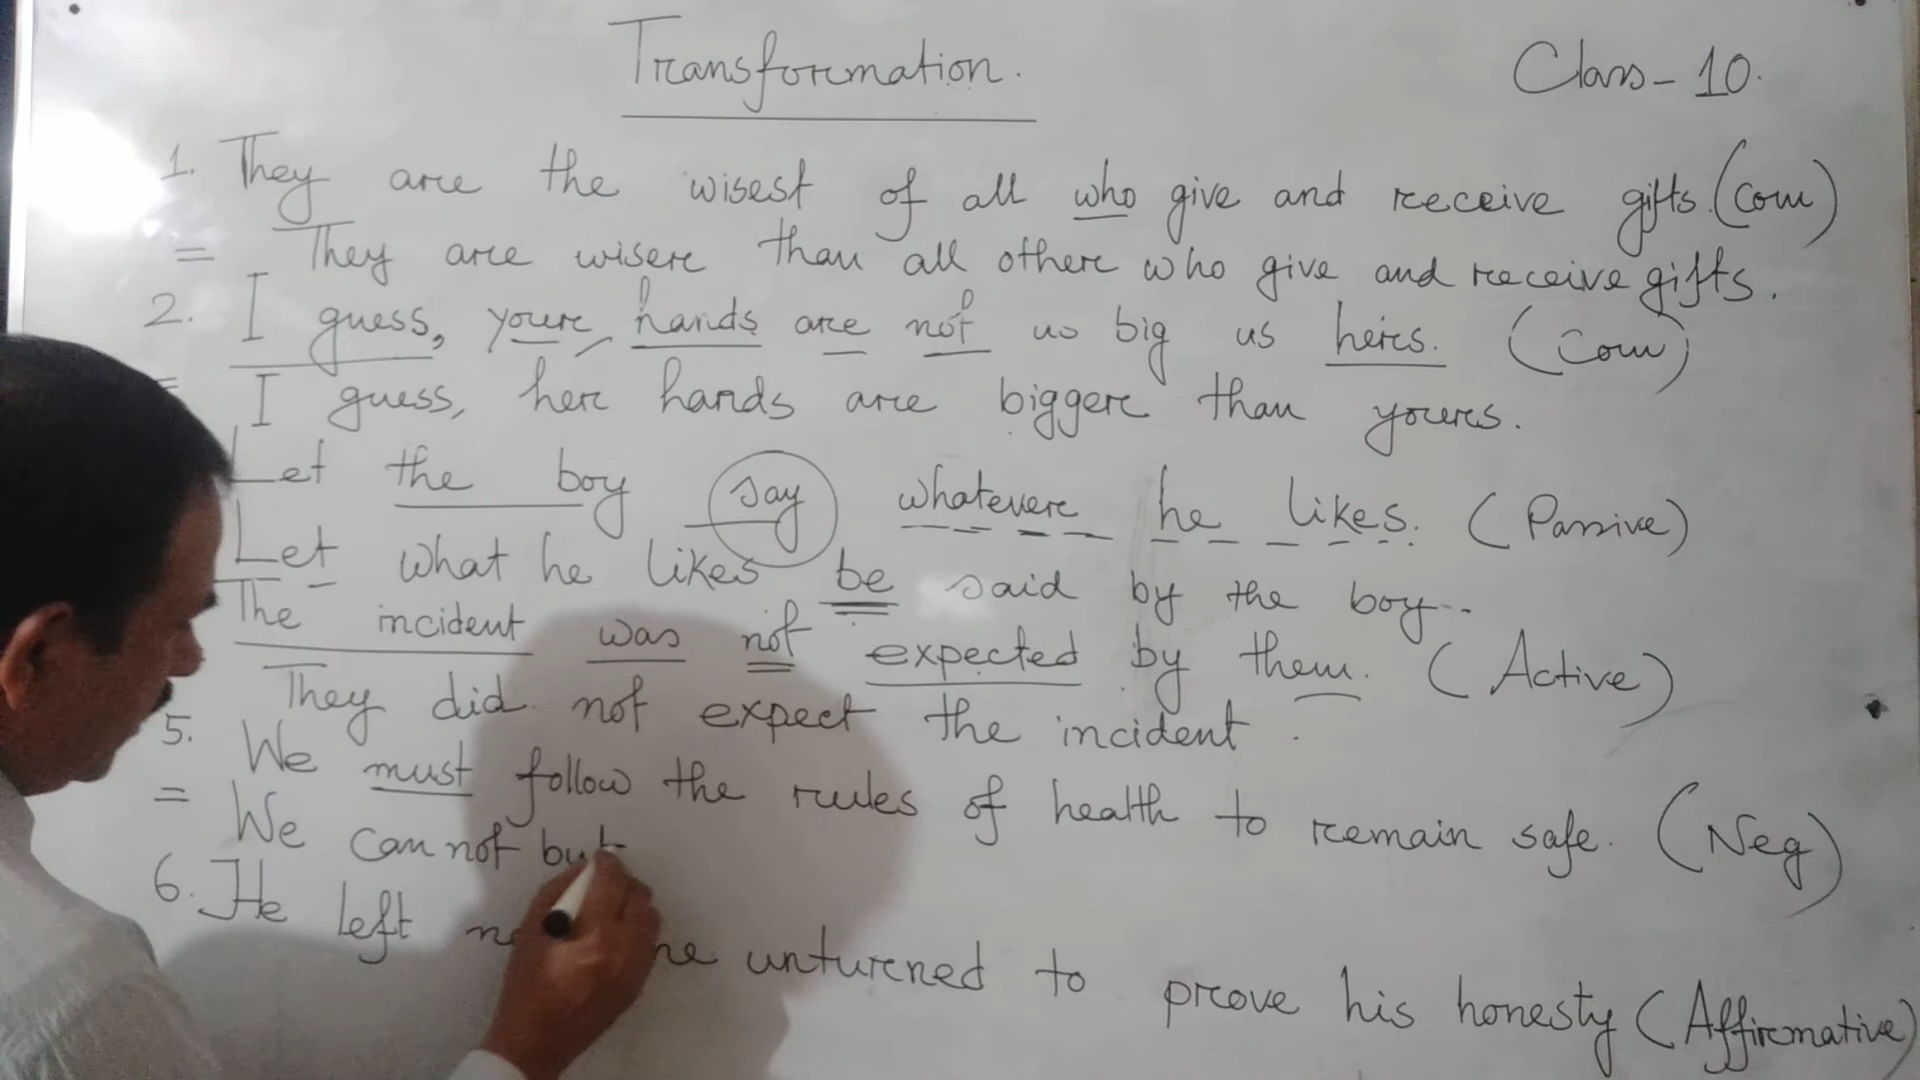 Transformation.
Class-10.
1. They are the wisest of all who give and receive gifts. (Com)
= They are wiser than all other who give and receive gifts.
2. I guess, your hands are not as big as hers. (Com)
= I guess, her hands are bigger than yours.
Let the boy say whatever he likes. (Passive)
Let what he likes be said by the boy..
The incident was not expected by them. (Active)
They did not expect the incident.
5. We must follow the rules of health to remain safe. (Neg)
= We can not but
6. He left unturned to prove his honesty (Affirmative)